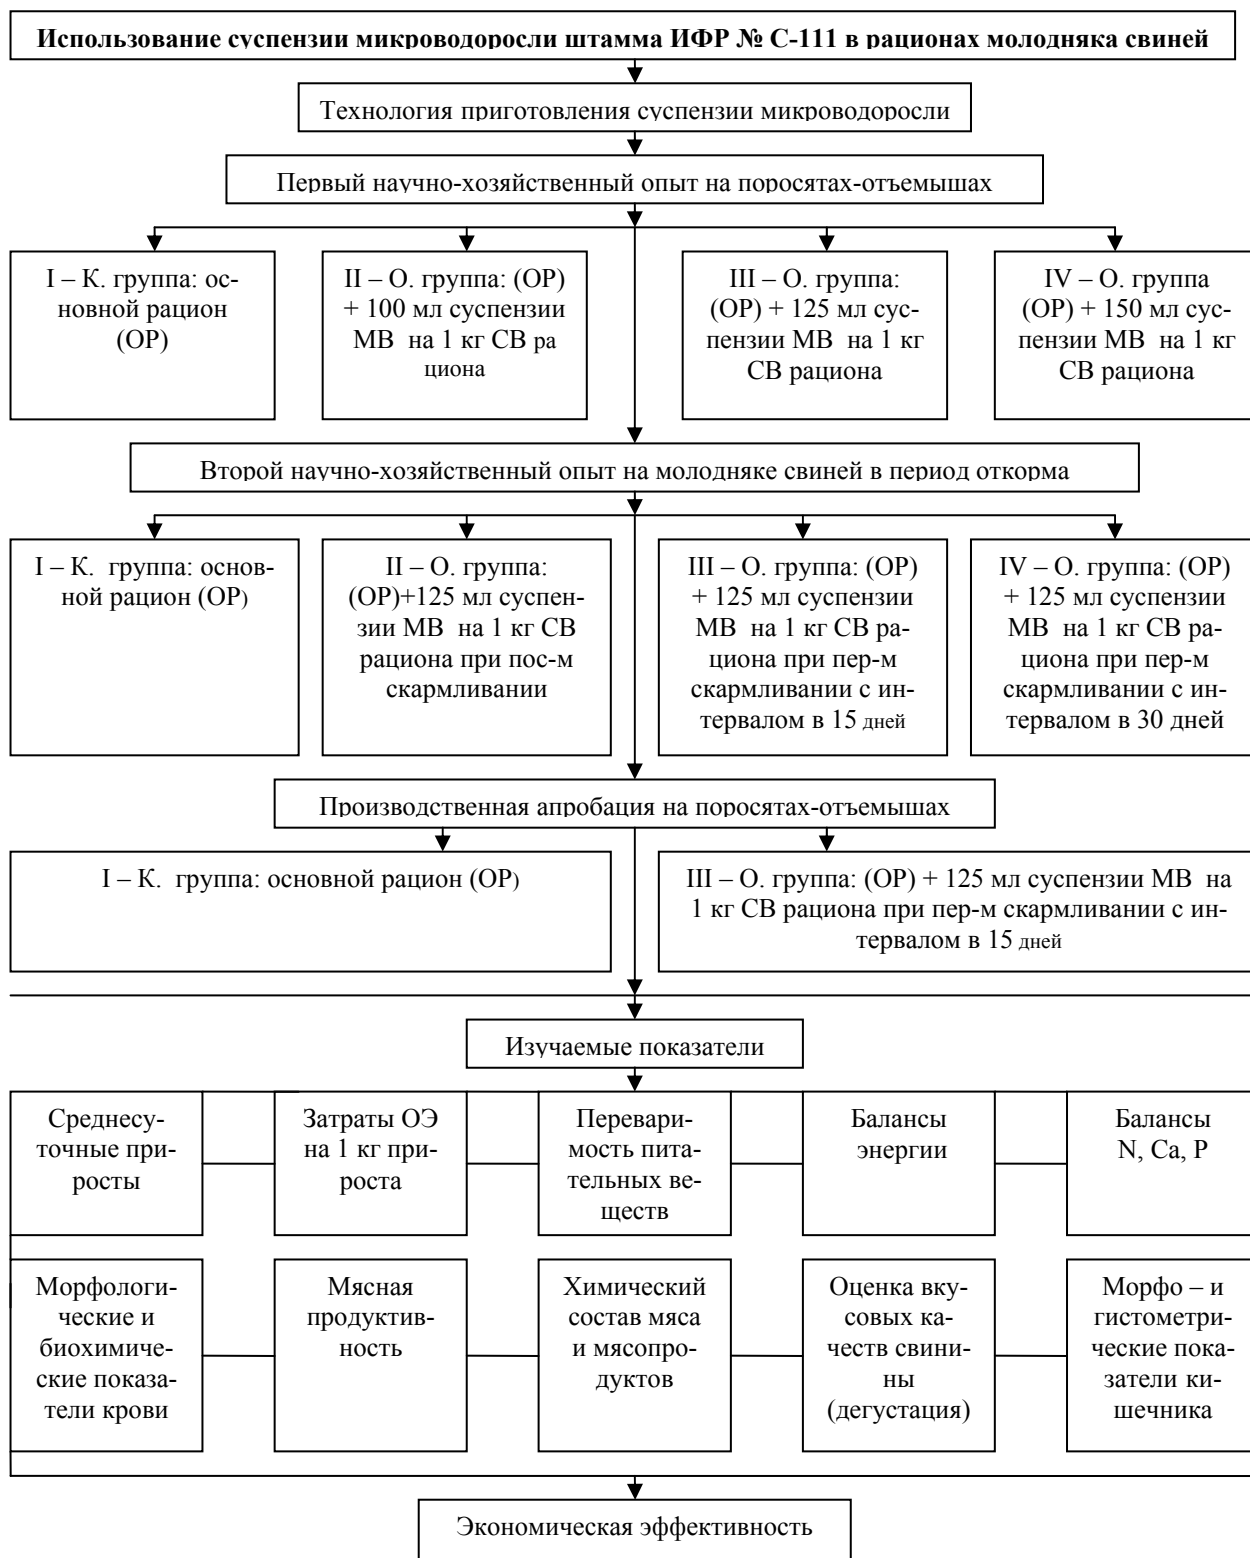 Использование суспензии микроводоросли штамма ИФР № С-111 в рационах молодняка свиней
Технология приготовления суспензии микроводоросли
Первый научно-хозяйственный опыт на поросятах-отъемышах
I – К. группа: ос-
новной рацион
(ОР)
II – О. группа: (ОР)
+ 100 мл суспензии
МВ на 1 кг СВ ра
циона
III – О. группа:
(ОР) + 125 мл сус-
пензии МВ на 1 кг
СВ рациона
IV – О. группа
(ОР) + 150 мл сус-
пензии МВ на 1 кг
СВ рациона
Второй научно-хозяйственный опыт на молодняке свиней в период откорма
I – К. группа: основ-
ной рацион (ОР)
II – О. группа:
(ОР)+125 мл суспен-
зии МВ на 1 кг СВ
рациона при пос-м
скармливании
III – О. группа: (ОР)
+ 125 мл суспензии
МВ на 1 кг СВ ра-
циона при пер-м
скармливании с ин-
тервалом в 15 дней
IV – О. группа: (ОР)
+ 125 мл суспензии
МВ на 1 кг СВ ра-
циона при пер-м
скармливании с ин-
тервалом в 30 дней
Производственная апробация на поросятах-отъемышах
I – К. группа: основной рацион (ОР)
III – О. группа: (ОР) + 125 мл суспензии МВ на
1 кг СВ рациона при пер-м скармливании с ин-
тервалом в 15 дней
Изучаемые показатели
Среднесу-
точные при-
росты
Затраты ОЭ
на 1 кг при-
роста
Перевари-
мость пита-
тельных ве-
ществ
Балансы
энергии
Балансы
N, Ca, P
Морфологи-
ческие и
биохимиче-
ские показа-
тели крови
Мясная
продуктив-
ность
Химический
состав мяса
и мясопро-
дуктов
Оценка вку-
совых ка-
честв свини-
ны
(дегустация)
Морфо – и
гистометри-
ческие пока-
затели ки-
шечника
Экономическая эффективность